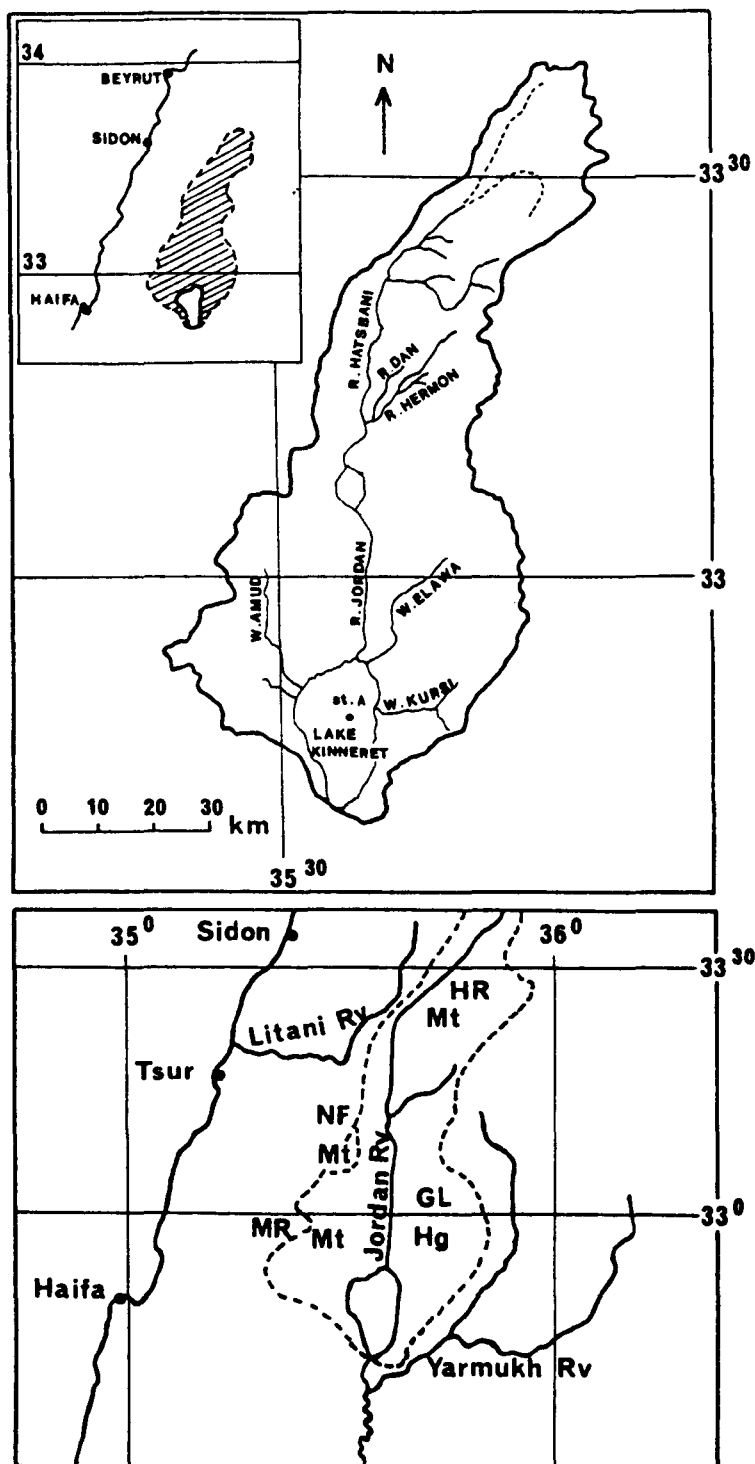 34
BEYRUT
SIDON
33
HAIFA
N
33 30
R. HATSBANI
R. DAN
R. HERMON
33
W. AMUD
R. JORDAN
W. ELAWA
st. A
W. KURSI
LAKE
KINNERET
0 10 20 30 km
35 30
35 0
Sidon
36 0
33 30
HR
Mt
Litani Rv
Tsur
NF
Mt
Jordan Rv
GL
Hg
33 0
MR Mt
Haifa
Yarmukh Rv